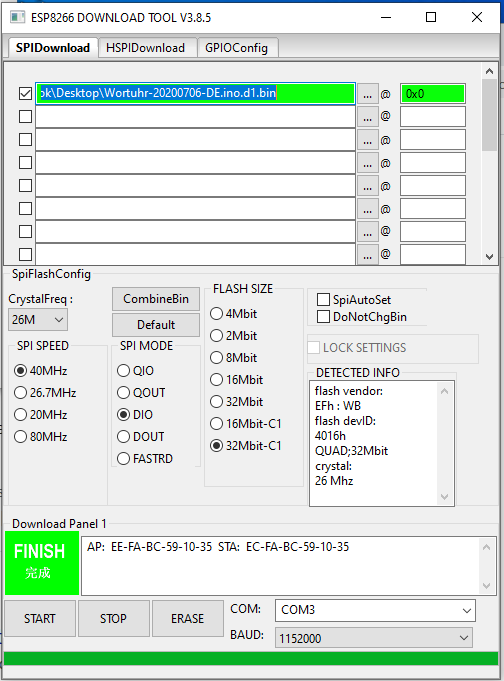 ESP8266 DOWNLOAD TOOL V3.8.5
SPIDownload HSPIDownload GPIOConfig
ok\Desktop\Wortuhr-20200706-DE.ino.d1.bin ... @ 0x0
... @
... @
... @
... @
... @
... @
... @
SpiFlashConfig
CrystalFreq :
26M
CombineBin
Default
SPI SPEED
40MHz
26.7MHz
20MHz
80MHz
SPI MODE
QIO
QOUT
DIO
DOUT
FASTRD
FLASH SIZE
4Mbit
2Mbit
8Mbit
16Mbit
32Mbit
16Mbit-C1
32Mbit-C1
SpiAutoSet
DoNotChgBin
LOCK SETTINGS
DETECTED INFO
flash vendor:
EFh : WB
flash devID:
4016h
QUAD;32Mbit
crystal:
26 Mhz
Download Panel 1
FINISH
完成
AP: EE-FA-BC-59-10-35 STA: EC-FA-BC-59-10-35
START STOP ERASE
COM: COM3
BAUD: 1152000